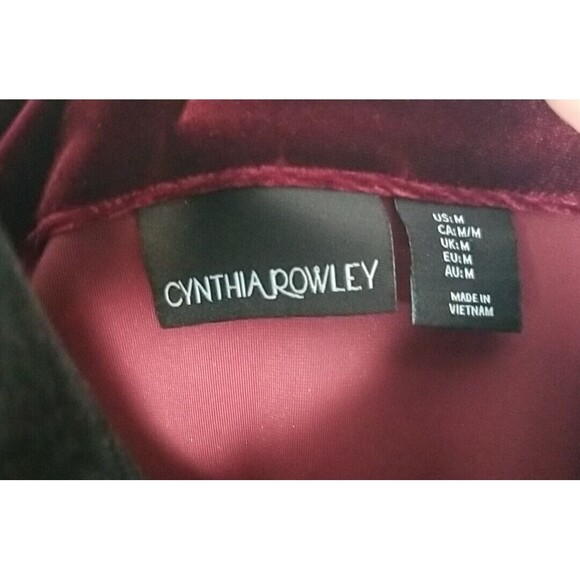 CYNTHIA ROWLEY
US: M
CA: M/M
UK: M
EU: M
AU: M
MADE IN
VIETNAM